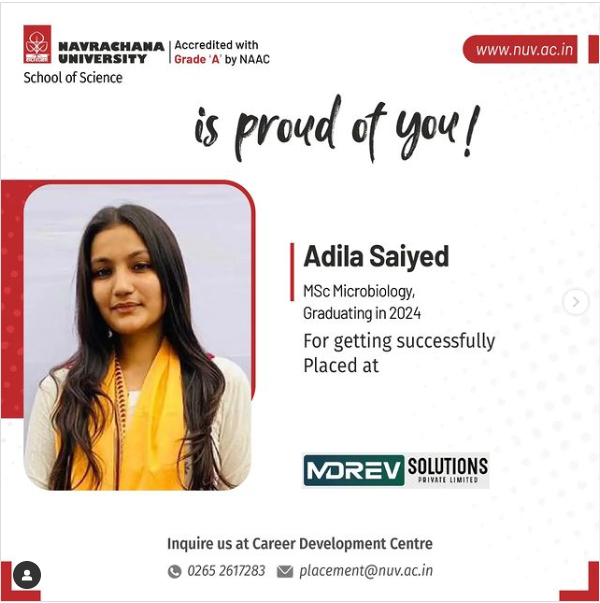 NAVRACHANA
UNIVERSITY
Accredited with
Grade 'A' by NAAC
School of Science
www.nuv.ac.in
is proud of you!
Adila Saiyed
MSc Microbiology,
Graduating in 2024
For getting successfully
Placed at
MDREV SOLUTIONS
PRIVATE LIMITED
Inquire us at Career Development Centre
0265 2617283 placement@nuv.ac.in